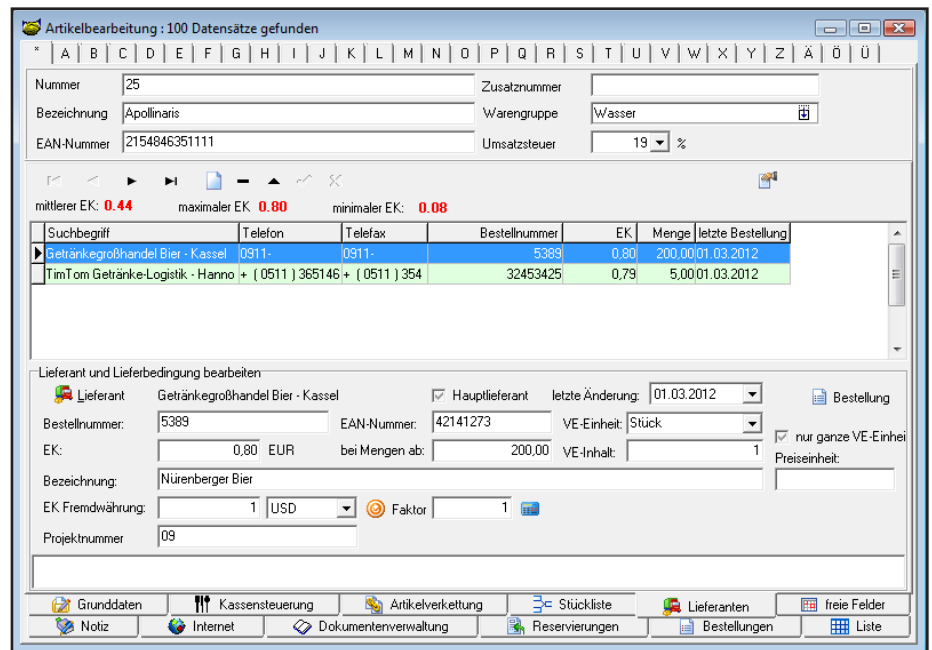 Artikelbearbeitung : 100 Datensätze gefunden
* A B C D E F G H I J K L M N O P Q R S T U V W X Y Z Ä Ö Ü
Nummer 25 Zusatznummer
Bezeichnung Apollinaris Warengruppe Wasser
EAN-Nummer 2154846351111 Umsatzsteuer 19 %
mittlerer EK: 0.44 maximaler EK 0.80 minimaler EK: 0.08
Suchbegriff Telefon Telefax Bestellnummer EK Menge letzte Bestellung
Getränkegroßhandel Bier - Kassel 0911- 0911- 5389 0,80 200,00 01.03.2012
TimTom Getränke-Logistik - Hanno + ( 0511 ) 365146 + ( 0511 ) 354 32453425 0,79 5,00 01.03.2012
Lieferant und Lieferbedingung bearbeiten
Lieferant Getränkegroßhandel Bier - Kassel Hauptlieferant letzte Änderung: 01.03.2012 Bestellung
Bestellnummer: 5389 EAN-Nummer: 42141273 VE-Einheit: Stück nur ganze VE-Einhei
EK: 0,80 EUR bei Mengen ab: 200,00 VE-Inhalt: 1 Preiseinheit:
Bezeichnung: Nürenberger Bier
EK Fremdwährung: 1 USD Faktor 1
Projektnummer 09
Grunddaten Kassensteuerung Artikelverkettung Stückliste Lieferanten freie Felder
Notiz Internet Dokumentenverwaltung Reservierungen Bestellungen Liste